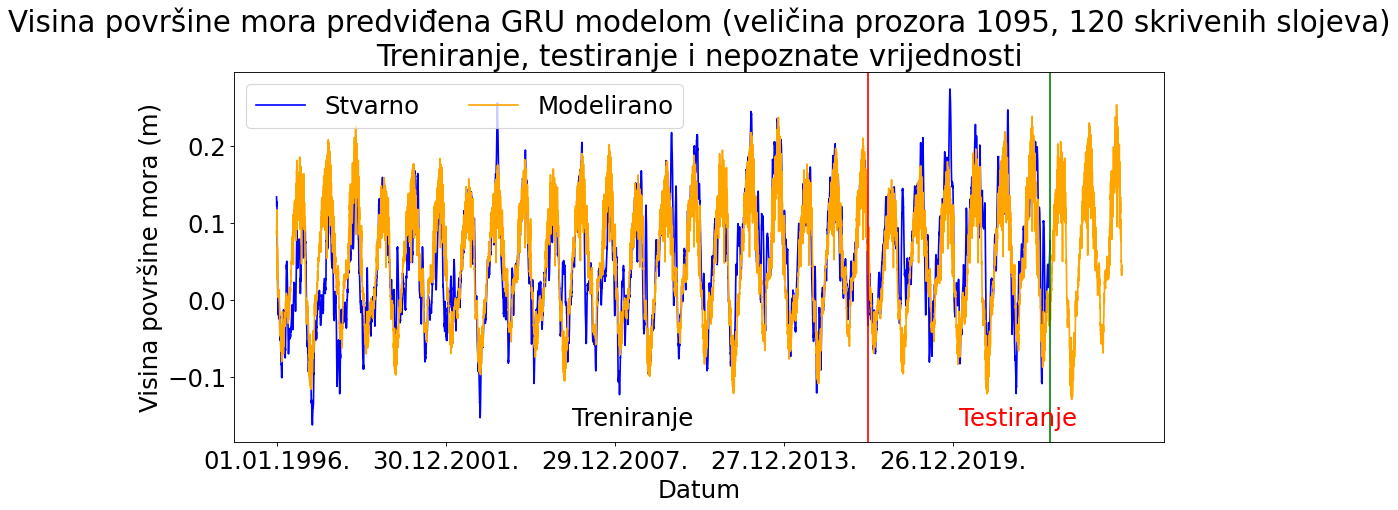 Visina površine mora predviđena GRU modelom (veličina prozora 1095, 120 skrivenih slojeva)
Treniranje, testiranje i nepoznate vrijednosti
Stvarno
Modelirano
Visina površine mora (m)
0.2
0.1
0.0
−0.1
Treniranje
Testiranje
01.01.1996.
30.12.2001.
29.12.2007.
27.12.2013.
26.12.2019.
Datum